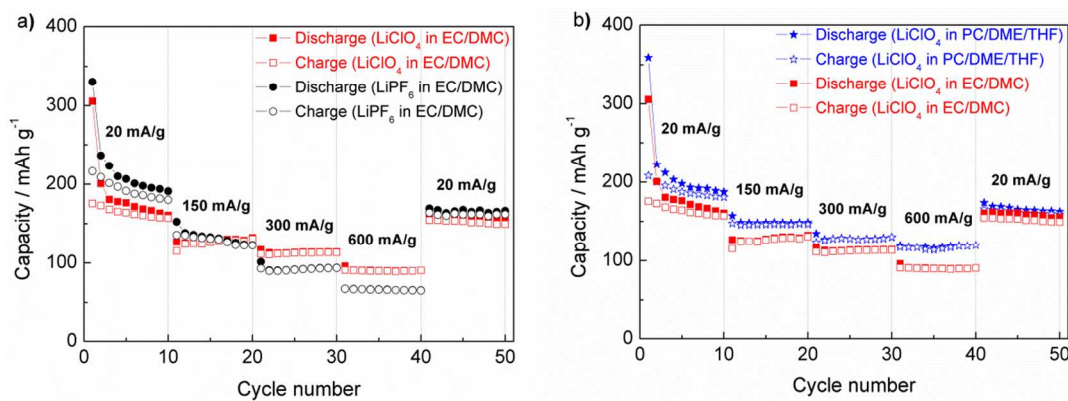 a)
400
300
200
100
0
Capacity / mAh g⁻¹
Discharge (LiClO₄ in EC/DMC)
Charge (LiClO₄ in EC/DMC)
Discharge (LiPF₆ in EC/DMC)
Charge (LiPF₆ in EC/DMC)
20 mA/g
150 mA/g
300 mA/g
600 mA/g
20 mA/g
0 10 20 30 40 50
Cycle number
b)
400
300
200
100
0
Capacity / mAh g⁻¹
Discharge (LiClO₄ in PC/DME/THF)
Charge (LiClO₄ in PC/DME/THF)
Discharge (LiClO₄ in EC/DMC)
Charge (LiClO₄ in EC/DMC)
20 mA/g
150 mA/g
300 mA/g
600 mA/g
20 mA/g
0 10 20 30 40 50
Cycle number